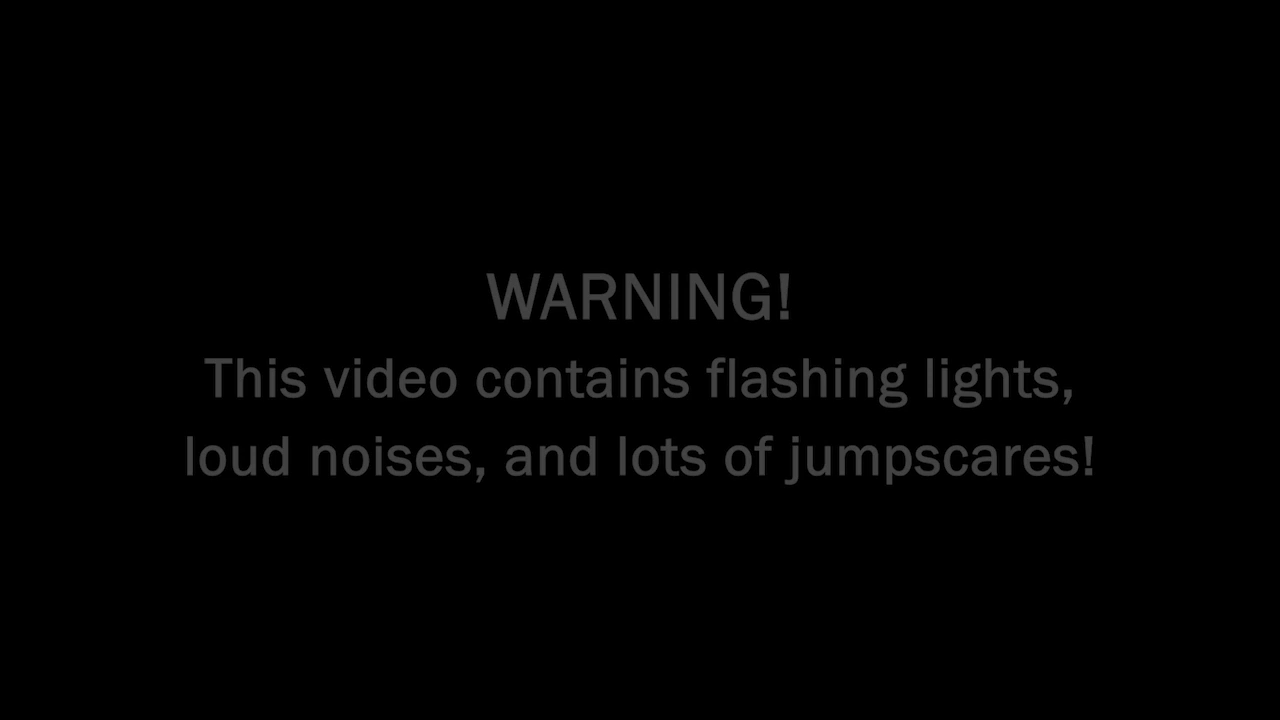 WARNING!
This video contains flashing lights,
loud noises, and lots of jumpscares!